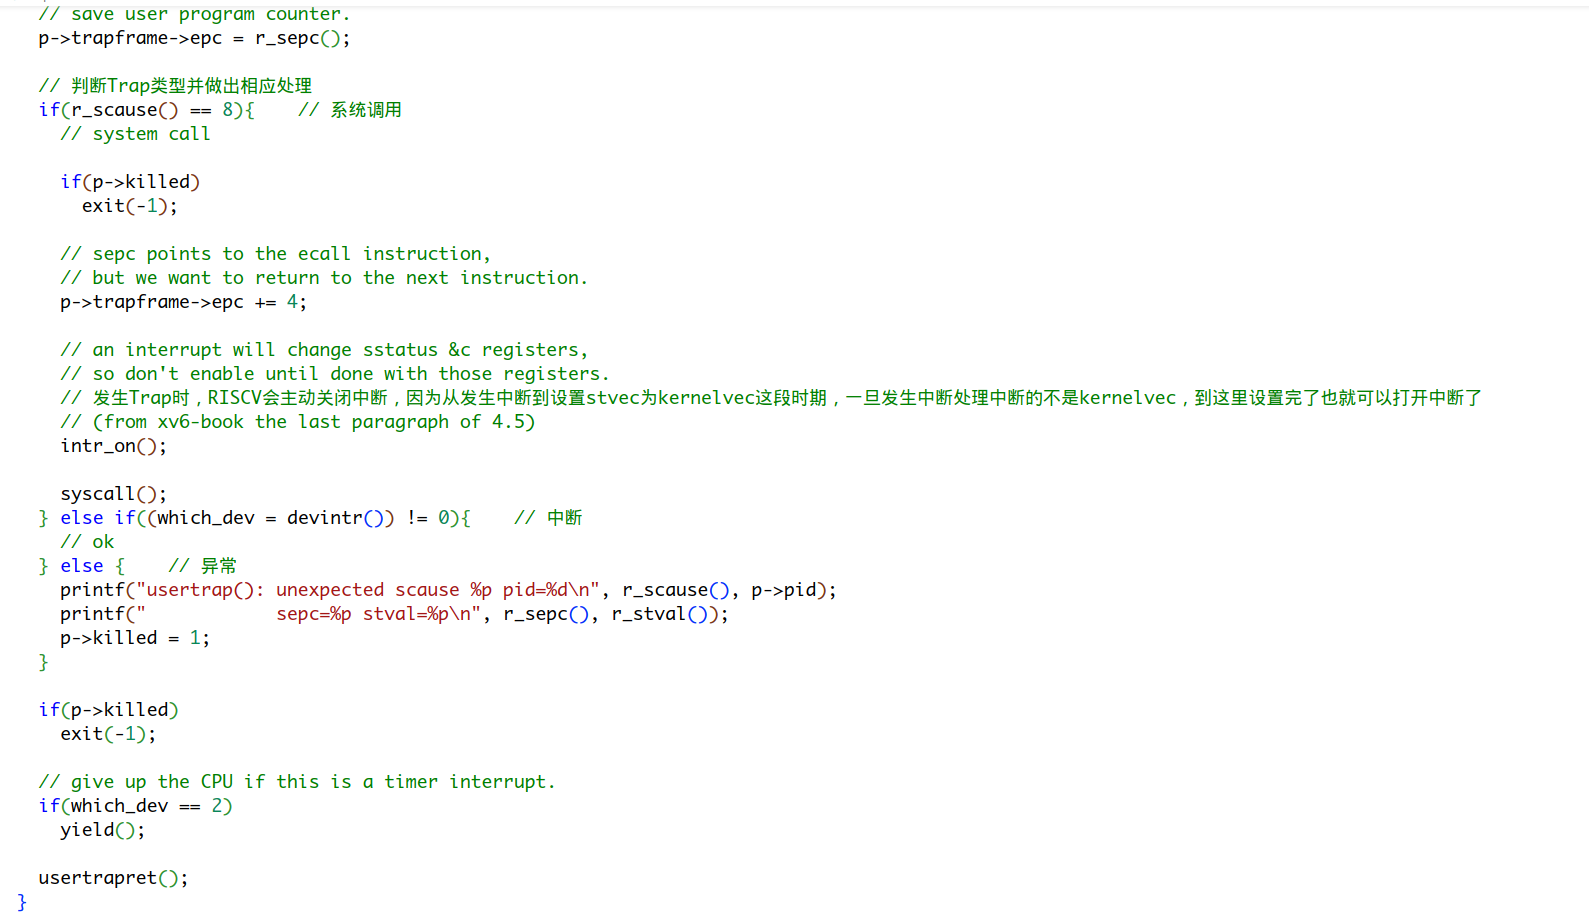 // save user program counter.
p->trapframe->epc = r_sepc();
// 判断Trap类型并做出相应处理
if(r_scause() == 8){    // 系统调用
// system call
if(p->killed)
exit(-1);
// sepc points to the ecall instruction,
// but we want to return to the next instruction.
p->trapframe->epc += 4;
// an interrupt will change sstatus &c registers,
// so don't enable until done with those registers.
// 发生Trap时，RISCV会主动关闭中断，因为从发生中断到设置stvec为kernelvec这段时期，一旦发生中断处理中断的不是kernelvec，到这里设置完了也就可以打开中断了
// (from xv6-book the last paragraph of 4.5)
intr_on();
syscall();
} else if((which_dev = devintr()) != 0){    // 中断
// ok
} else {    // 异常
printf("usertrap(): unexpected scause %p pid=%d\n", r_scause(), p->pid);
printf("            sepc=%p stval=%p\n", r_sepc(), r_stval());
p->killed = 1;
}
if(p->killed)
exit(-1);
// give up the CPU if this is a timer interrupt.
if(which_dev == 2)
yield();
usertrapret();
}